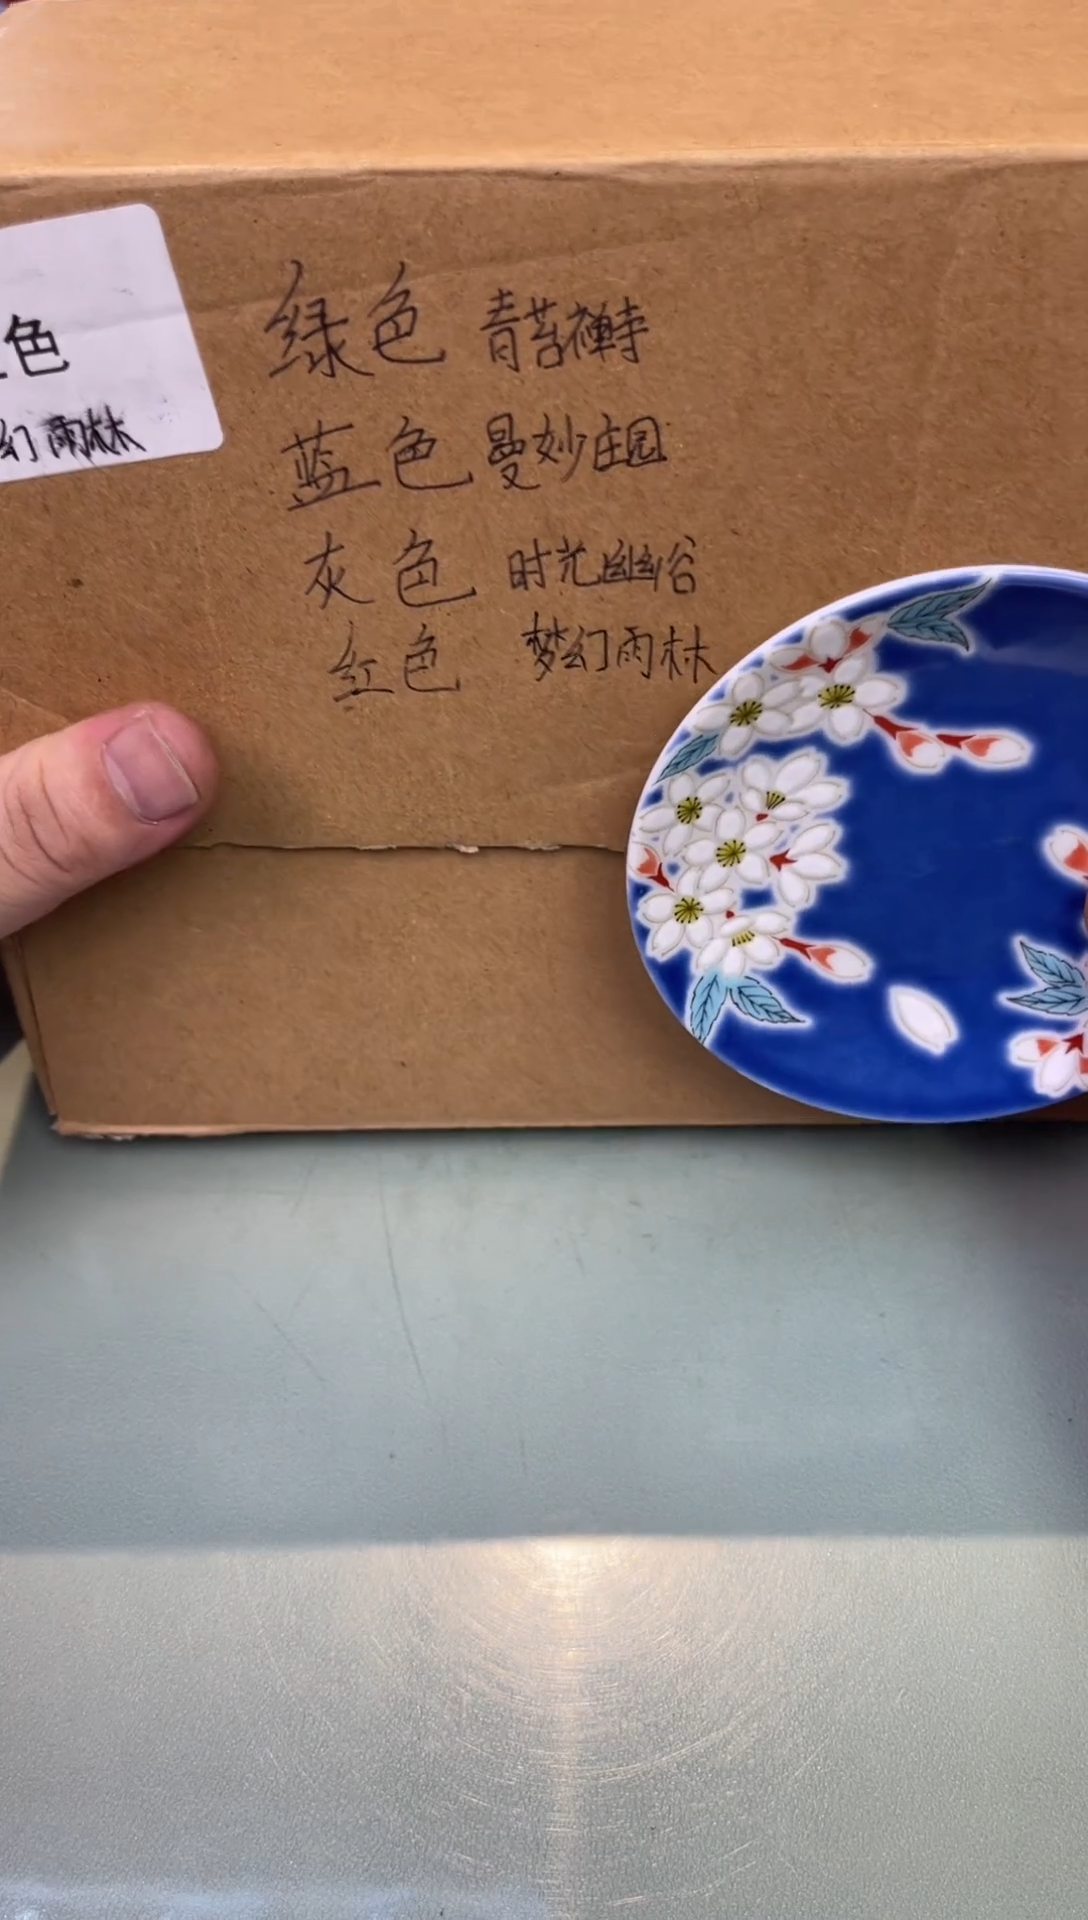 色
幻雨林
绿色 青苔禅寺
蓝色 曼妙庄园
灰色 时光幽谷
红色 梦幻雨林